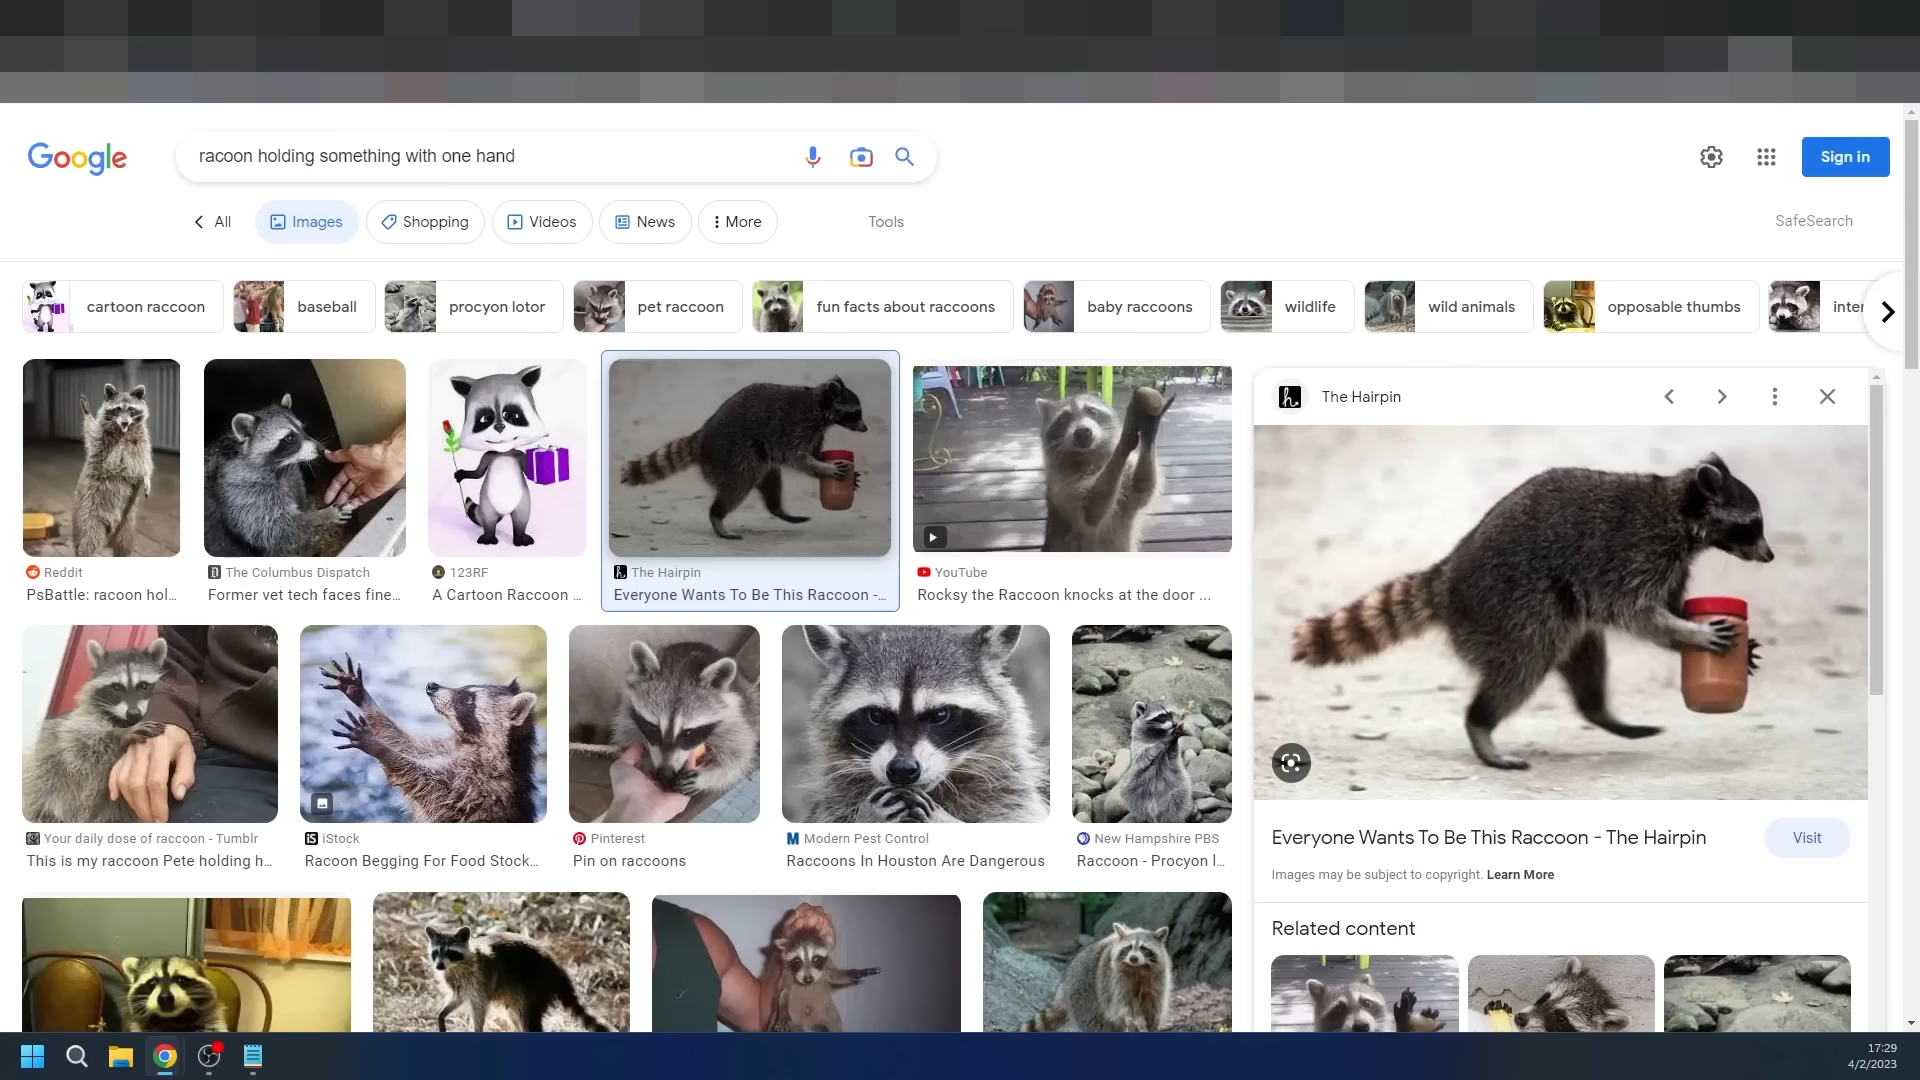 Google
racoon holding something with one hand
Sign in
All
Images
Shopping
Videos
News
More
Tools
SafeSearch
cartoon raccoon
baseball
procyon lotor
pet raccoon
fun facts about raccoons
baby raccoons
wildlife
wild animals
opposable thumbs
inter
The Hairpin
Reddit
PsBattle: racoon hol...
The Columbus Dispatch
Former vet tech faces fine...
123RF
A Cartoon Raccoon ...
The Hairpin
Everyone Wants To Be This Raccoon -...
YouTube
Rocksy the Raccoon knocks at the door ...
Your daily dose of raccoon - Tumblr
This is my raccoon Pete holding h...
iStock
Racoon Begging For Food Stock...
Pinterest
Pin on raccoons
Modern Pest Control
Raccoons In Houston Are Dangerous
New Hampshire PBS
Raccoon - Procyon l...
Everyone Wants To Be This Raccoon - The Hairpin
Visit
Images may be subject to copyright. Learn More
Related content
17:29
4/2/2023